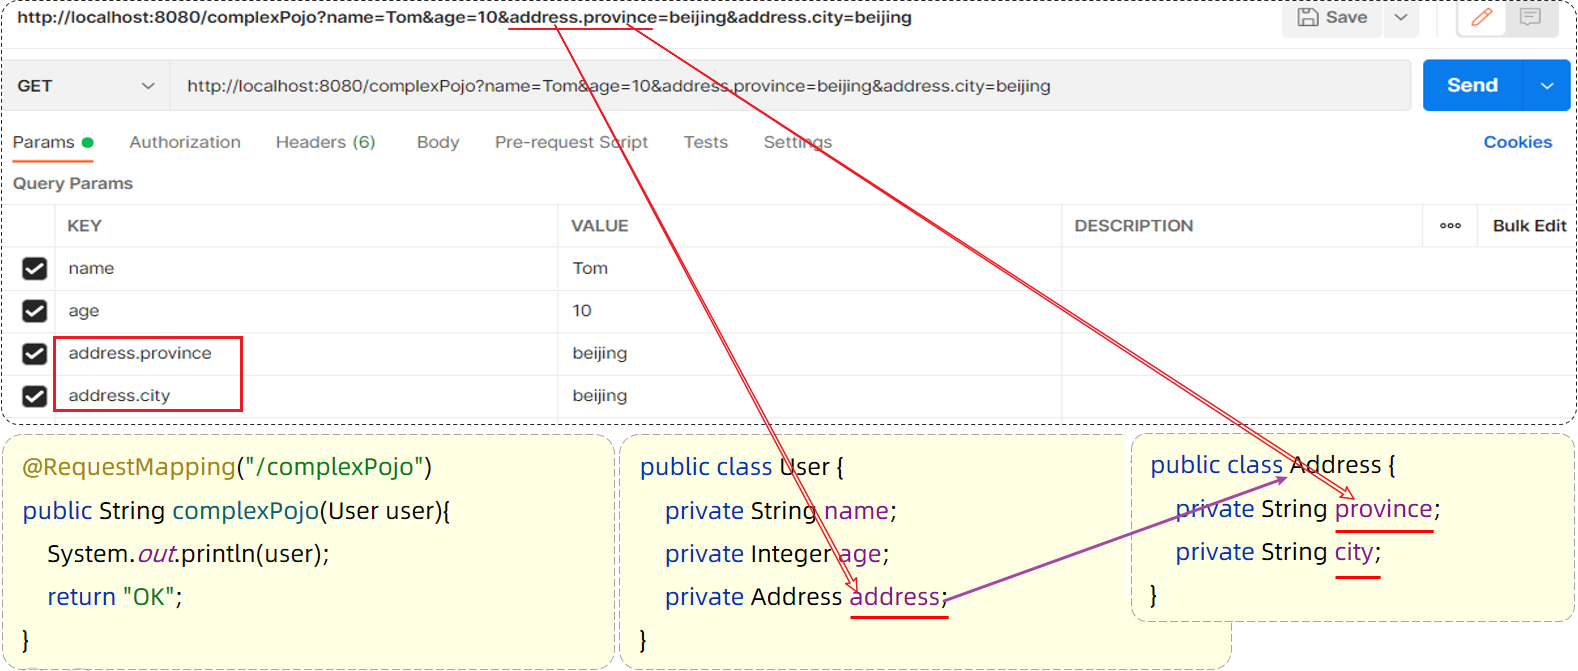 http://localhost:8080/complexPojo?name=Tom&age=10&address.province=beijing&address.city=beijing
Save
GET
http://localhost:8080/complexPojo?name=Tom&age=10&address.province=beijing&address.city=beijing
Send
Params Authorization Headers (6) Body Pre-request Script Tests Settings Cookies
Query Params
KEY VALUE DESCRIPTION Bulk Edit
name Tom
age 10
address.province beijing
address.city beijing
@RequestMapping("/complexPojo")
public String complexPojo(User user){
System.out.println(user);
return "OK";
}
public class User {
private String name;
private Integer age;
private Address address;
}
public class Address {
private String province;
private String city;
}